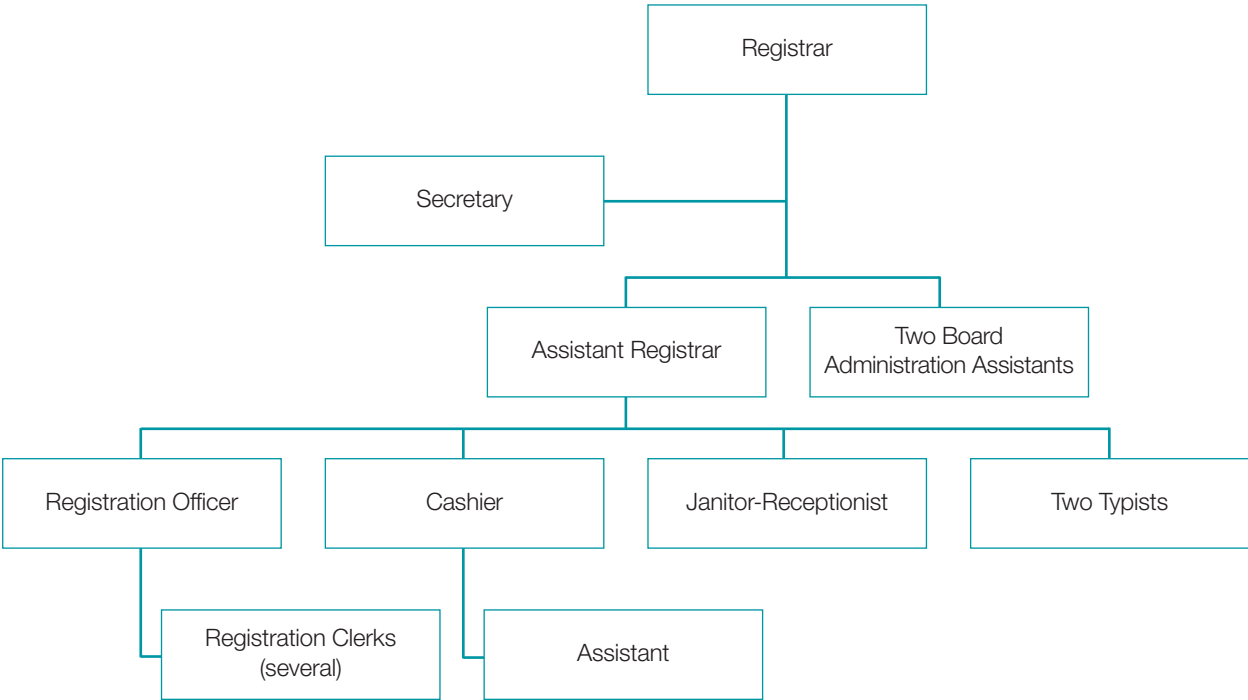 Registrar
Secretary
Assistant Registrar
Two Board
Administration Assistants
Registration Officer
Cashier
Janitor-Receptionist
Two Typists
Registration Clerks
(several)
Assistant